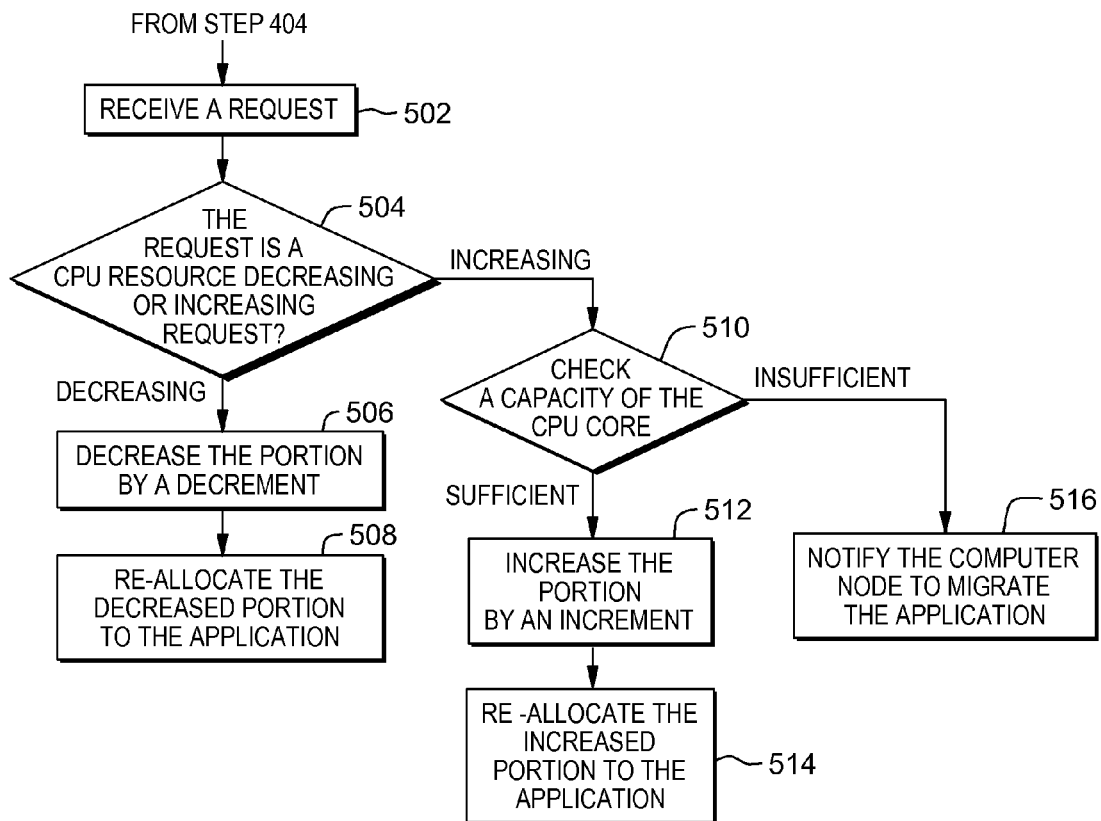 FROM STEP 404
RECEIVE A REQUEST
502
THE
REQUEST IS A
CPU RESOURCE DECREASING
OR INCREASING
REQUEST?
504
INCREASING
DECREASING
506
DECREASE THE PORTION
BY A DECREMENT
508
RE-ALLOCATE THE
DECREASED PORTION
TO THE APPLICATION
510
CHECK
A CAPACITY OF THE
CPU CORE
INSUFFICIENT
SUFFICIENT
512
INCREASE THE
PORTION
BY AN INCREMENT
516
NOTIFY THE COMPUTER
NODE TO MIGRATE
THE APPLICATION
RE -ALLOCATE THE
INCREASED
PORTION TO THE
APPLICATION
514